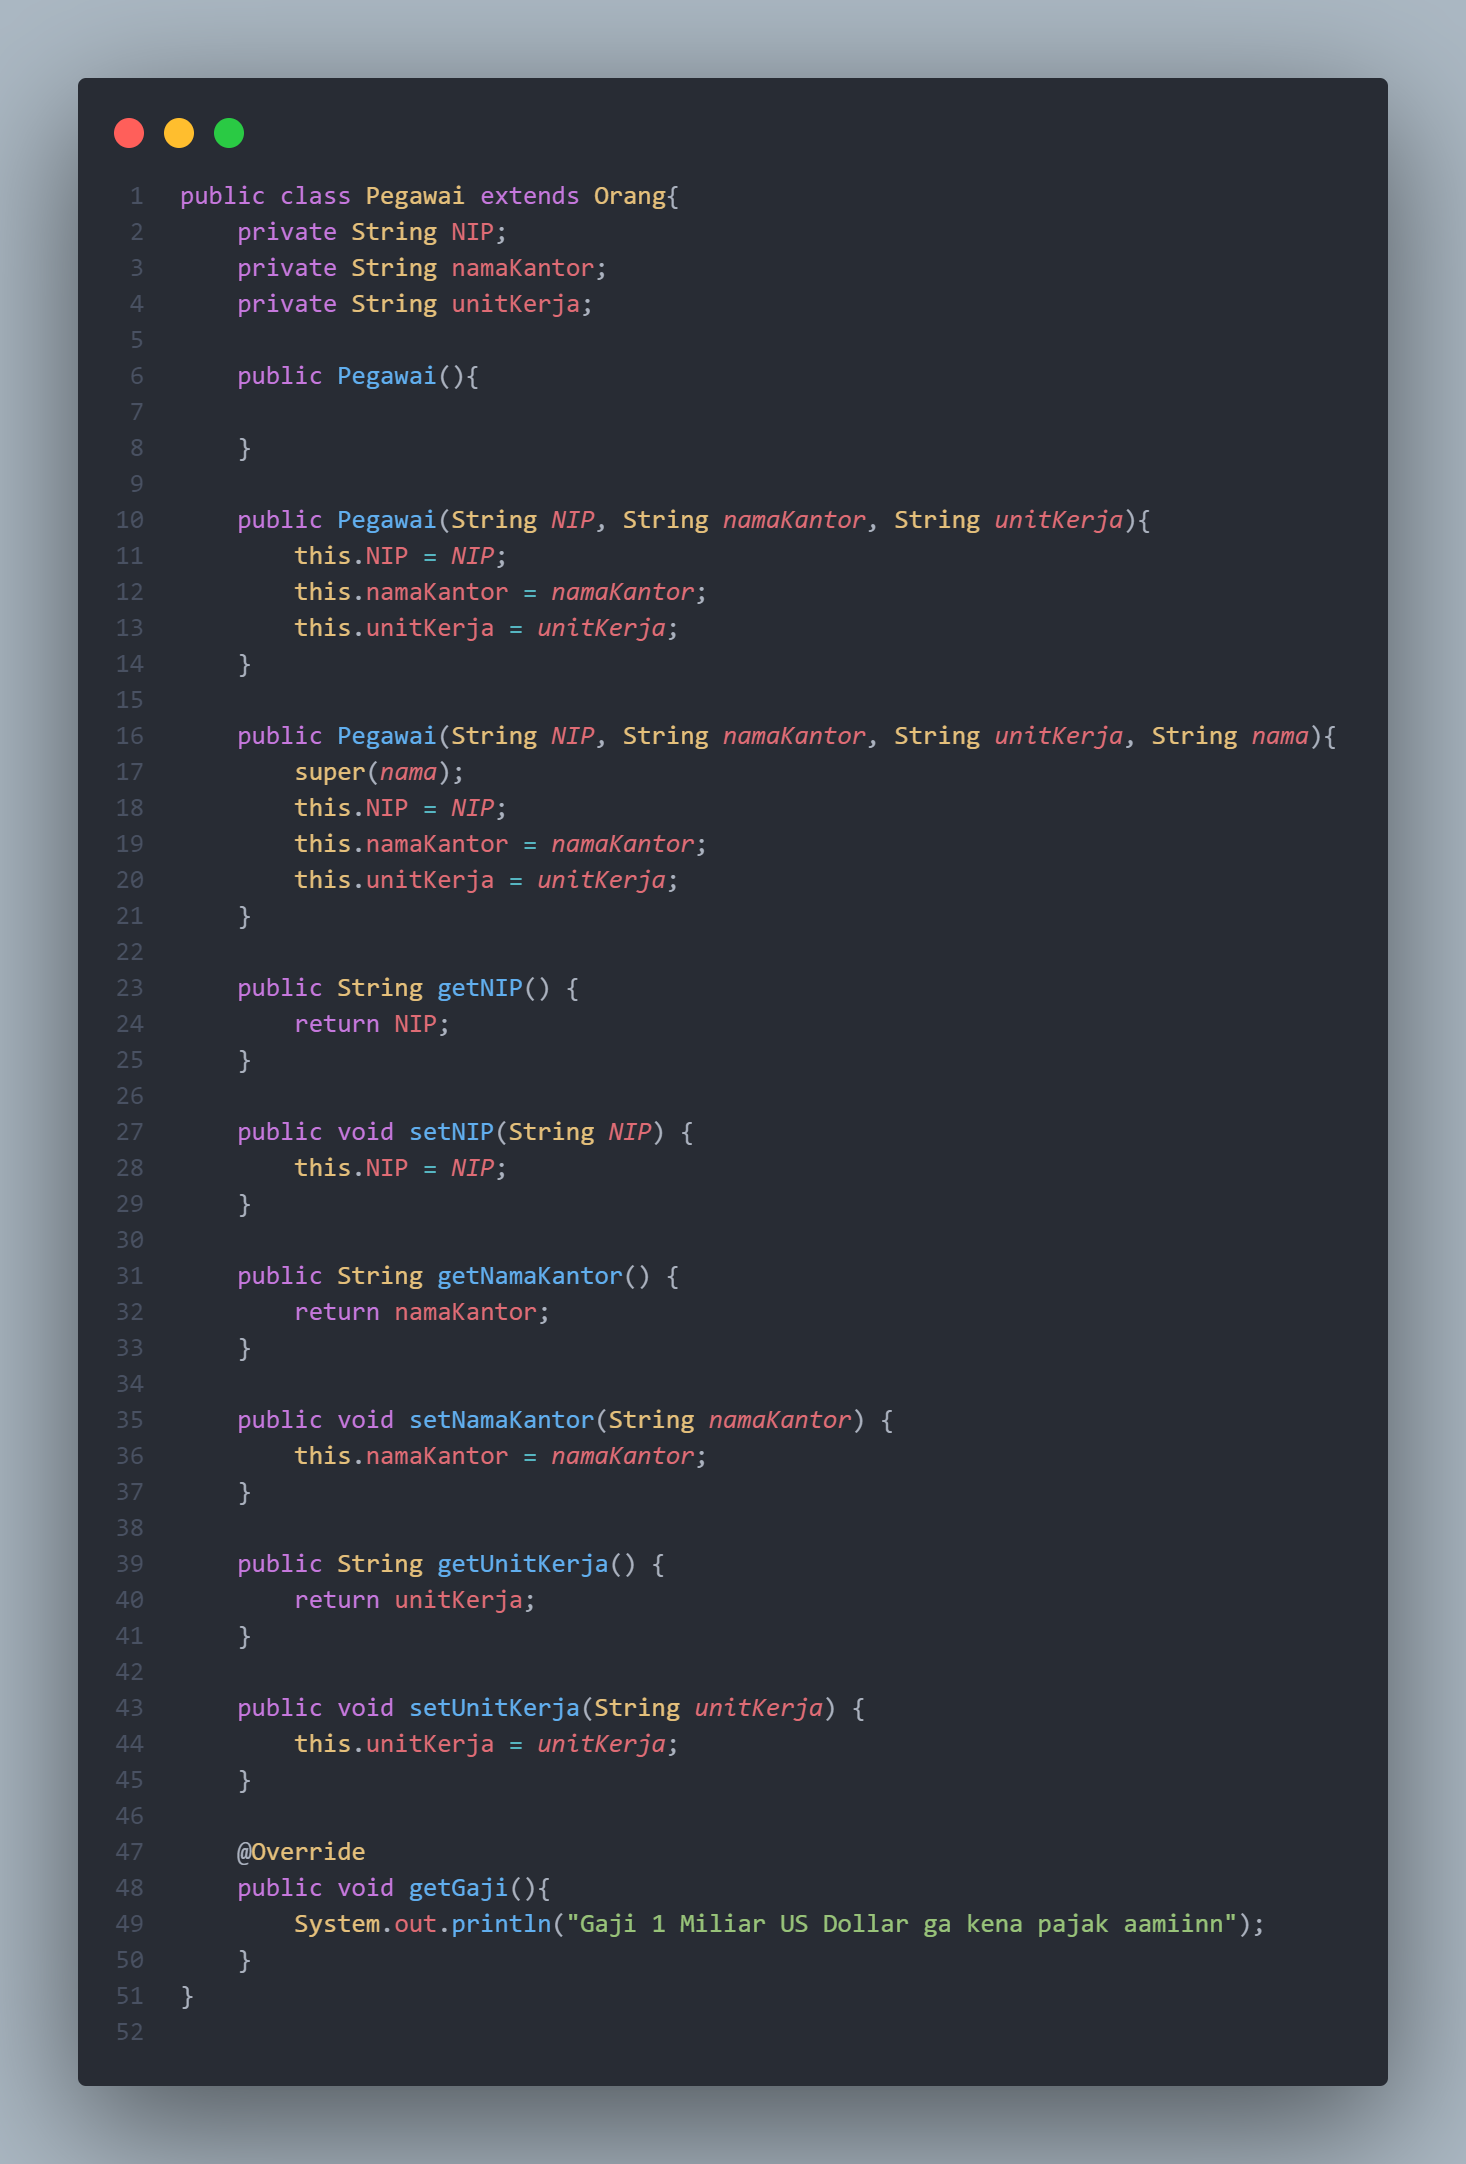 1 public class Pegawai extends Orang{
2     private String NIP;
3     private String namaKantor;
4     private String unitKerja;
5
6     public Pegawai(){
7
8     }
9
10     public Pegawai(String NIP, String namaKantor, String unitKerja){
11         this.NIP = NIP;
12         this.namaKantor = namaKantor;
13         this.unitKerja = unitKerja;
14     }
15
16     public Pegawai(String NIP, String namaKantor, String unitKerja, String nama){
17         super(nama);
18         this.NIP = NIP;
19         this.namaKantor = namaKantor;
20         this.unitKerja = unitKerja;
21     }
22
23     public String getNIP() {
24         return NIP;
25     }
26
27     public void setNIP(String NIP) {
28         this.NIP = NIP;
29     }
30
31     public String getNamaKantor() {
32         return namaKantor;
33     }
34
35     public void setNamaKantor(String namaKantor) {
36         this.namaKantor = namaKantor;
37     }
38
39     public String getUnitKerja() {
40         return unitKerja;
41     }
42
43     public void setUnitKerja(String unitKerja) {
44         this.unitKerja = unitKerja;
45     }
46
47     @Override
48     public void getGaji(){
49         System.out.println("Gaji 1 Miliar US Dollar ga kena pajak aamiinn");
50     }
51 }
52